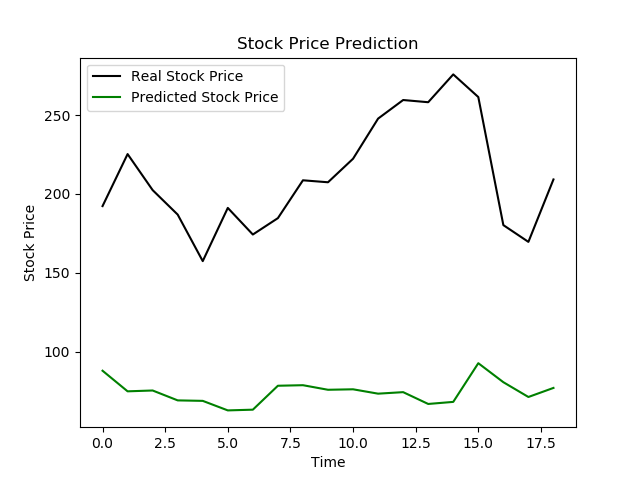 Stock Price Prediction
Real Stock Price
Predicted Stock Price
250
200
150
100
Stock Price
0.0 2.5 5.0 7.5 10.0 12.5 15.0 17.5
Time